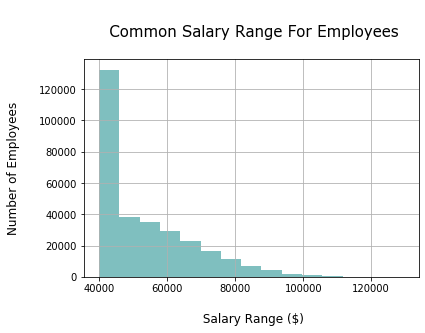 Common Salary Range For Employees
Number of Employees
120000
100000
80000
60000
40000
20000
0
40000 60000 80000 100000 120000
Salary Range ($)